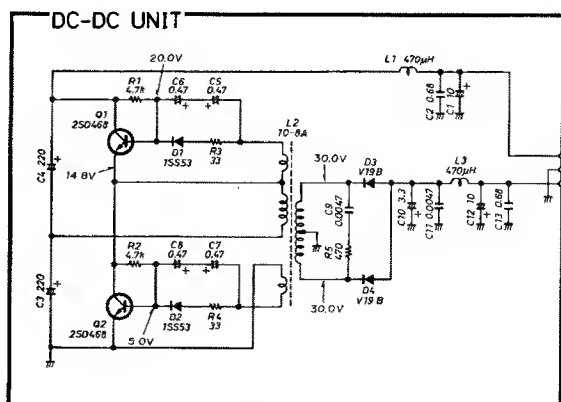 DC-DC UNIT
20.0V
L1 470μH
R1
4.7k
C6
0.47
C5
0.47
C2 0.68
C1 10
Q1
2SD468
L2
10-8A
D1
1SS53
R3
33
C4 220
14.8V
30.0V
D3
V19B
L3
470μH
C9
0.0047
C10 3.3
C11 0.0047
C12 10
C13 0.68
R2
4.7k
C8
0.47
C7
0.47
R5
470
C3 220
D4
V19B
Q2
2SD468
D2
1SS53
R4
33
30.0V
5.0V